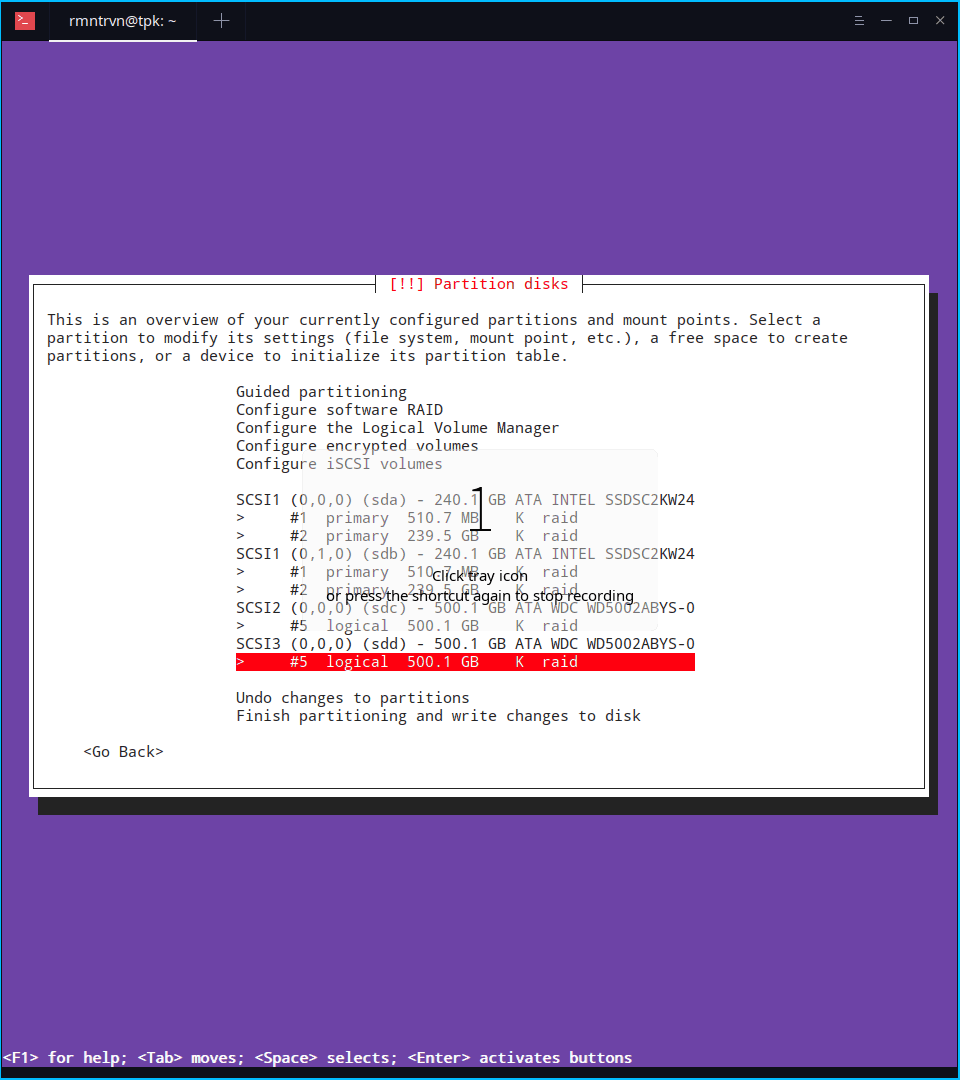 rmntrvn@tpk: ~
[!!] Partition disks
This is an overview of your currently configured partitions and mount points. Select a
partition to modify its settings (file system, mount point, etc.), a free space to create
partitions, or a device to initialize its partition table.
Guided partitioning
Configure software RAID
Configure the Logical Volume Manager
Configure encrypted volumes
Configure iSCSI volumes
SCSI1 (0,0,0) (sda) - 240.1 GB ATA INTEL SSDSC2KW24
> #1 primary 510.7 MB K raid
> #2 primary 239.5 GB K raid
SCSI1 (0,1,0) (sdb) - 240.1 GB ATA INTEL SSDSC2KW24
> #1 primary 510.7 MB K raid
> #2 primary 239.5 GB K raid
SCSI2 (0,0,0) (sdc) - 500.1 GB ATA WDC WD5002ABYS-0
> #5 logical 500.1 GB K raid
SCSI3 (0,0,0) (sdd) - 500.1 GB ATA WDC WD5002ABYS-0
> #5 logical 500.1 GB K raid
1
Click tray icon
or press the shortcut again to stop recording
Undo changes to partitions
Finish partitioning and write changes to disk
<Go Back>
<F1> for help; <Tab> moves; <Space> selects; <Enter> activates buttons